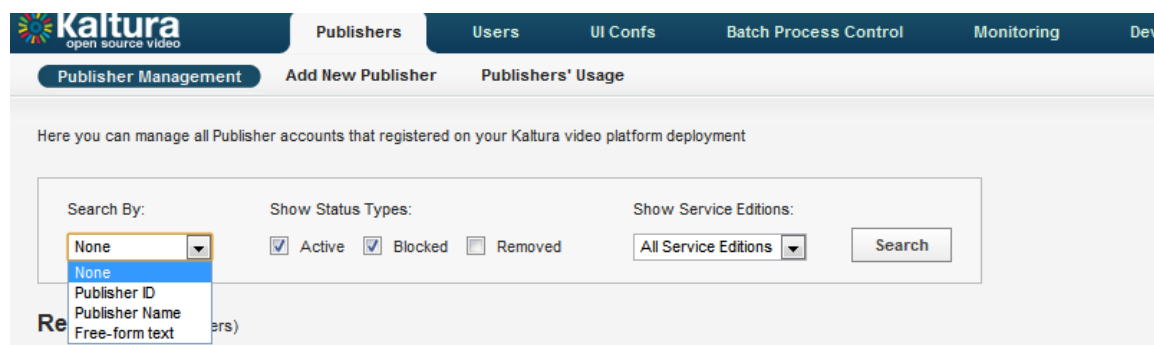 Kaltura
open source video
Publishers Users UI Confs Batch Process Control Monitoring
Publisher Management Add New Publisher Publishers' Usage
Here you can manage all Publisher accounts that registered on your Kaltura video platform deployment
Search By: Show Status Types: Show Service Editions:
None Active Blocked Removed All Service Editions Search
None
Publisher ID
Publisher Name
Free-form text